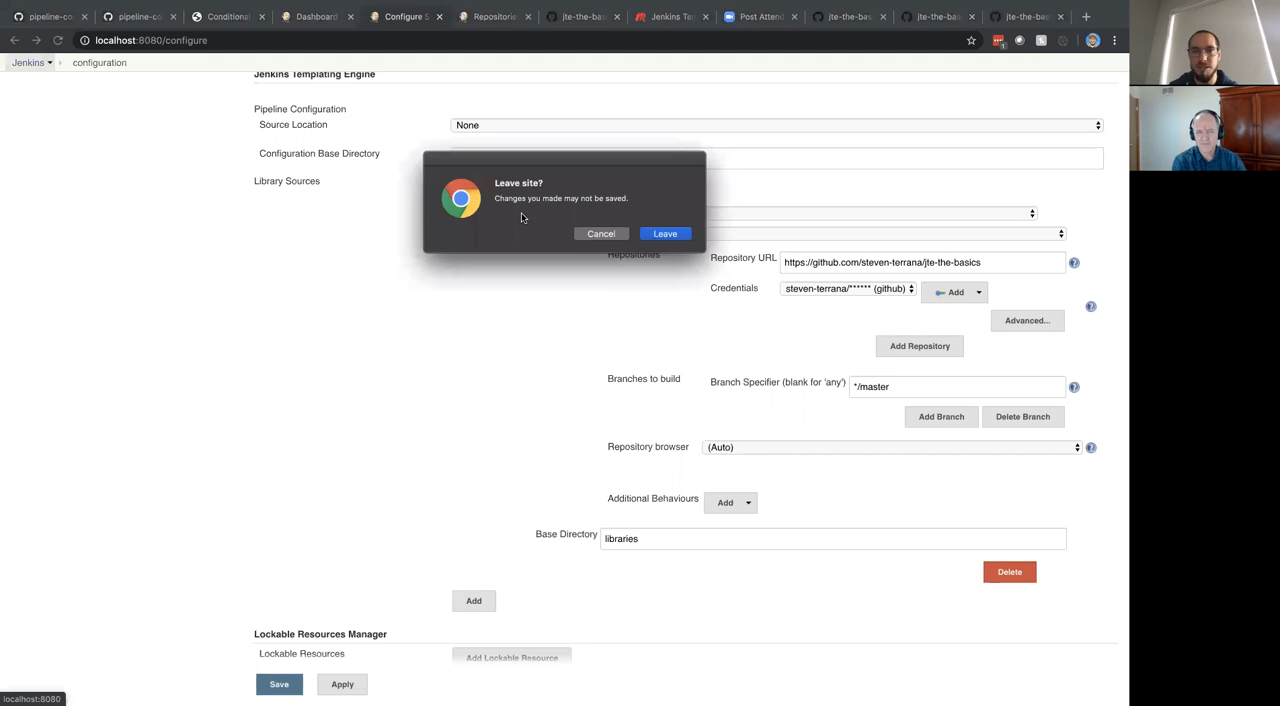 pipeline-co
pipeline-co
Conditional
Dashboard
Configure S
Repositorie
jte-the-basi
Jenkins Ten
Post Attend
jte-the-bas
jte-the-bas
jte-the-bas
localhost:8080/configure
Jenkins
configuration
Jenkins Templating Engine
Pipeline Configuration
Source Location
None
Configuration Base Directory
Library Sources
Leave site?
Changes you made may not be saved.
Cancel
Leave
Repositories
Repository URL
https://github.com/steven-terrana/jte-the-basics
Credentials
steven-terrana/****** (github)
Add
Advanced...
Add Repository
Branches to build
Branch Specifier (blank for 'any')
*/master
Add Branch
Delete Branch
Repository browser
(Auto)
Additional Behaviours
Add
Base Directory
libraries
Delete
Add
Lockable Resources Manager
Lockable Resources
Add Lockable Resource
Save
Apply
localhost:8080